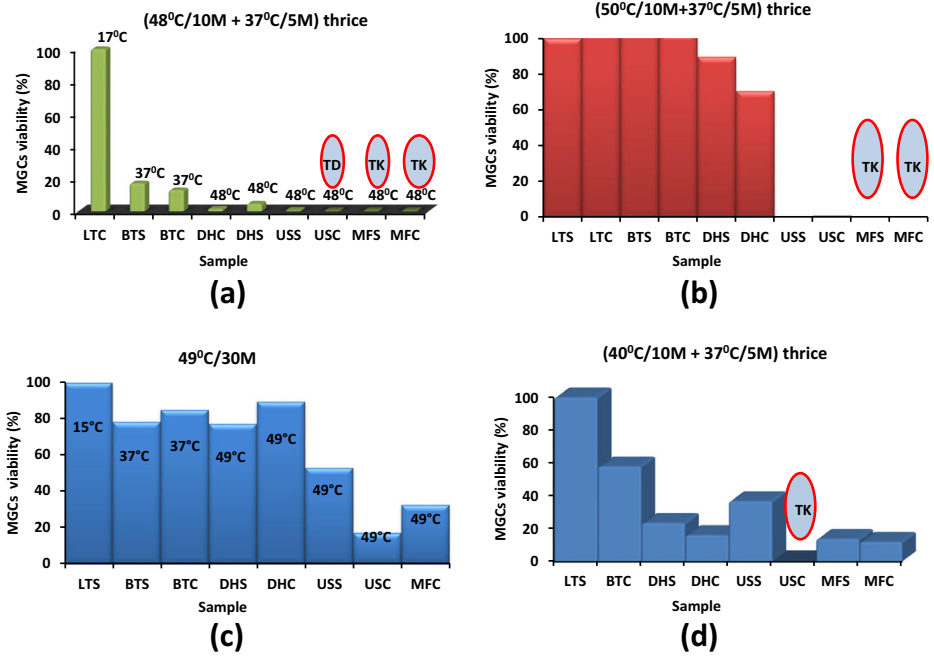 (48⁰C/10M + 37⁰C/5M) thrice
MGCs viability (%)
100
80
60
40
20
0
17⁰C
37⁰C
37⁰C
48⁰C
48⁰C
48⁰C
48⁰C
48⁰C
48⁰C
TD
TK
TK
LTC BTS BTC DHC DHS USS USC MFS MFC
Sample
(a)
(50⁰C/10M+37⁰C/5M) thrice
MGCs viability (%)
100
80
60
40
20
0
TK
TK
LTS LTC BTS BTC DHS DHC USS USC MFS MFC
Sample
(b)
49⁰C/30M
MGCs viability (%)
100
80
60
40
20
0
15°C
37°C
37°C
49°C
49°C
49°C
49°C
49°C
LTS BTS BTC DHS DHC USS USC MFC
Sample
(c)
(40⁰C/10M + 37⁰C/5M) thrice
MGCs vialbility (%)
100
80
60
40
20
0
TK
LTS BTC DHS DHC USS USC MFS MFC
Sample
(d)